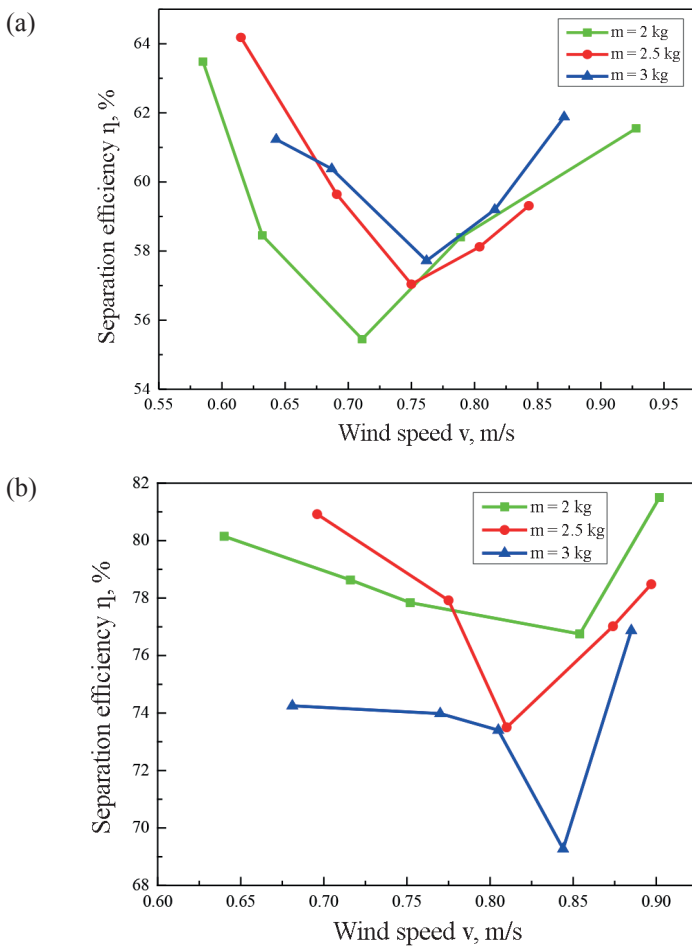 (a)
64
62
60
58
56
54
Separation efficiency η, %
m = 2 kg
m = 2.5 kg
m = 3 kg
0.55 0.60 0.65 0.70 0.75 0.80 0.85 0.90 0.95
Wind speed v, m/s
(b)
82
80
78
76
74
72
70
68
Separation efficiency η, %
m = 2 kg
m = 2.5 kg
m = 3 kg
0.60 0.70 0.75 0.80 0.85 0.90
Wind speed v, m/s